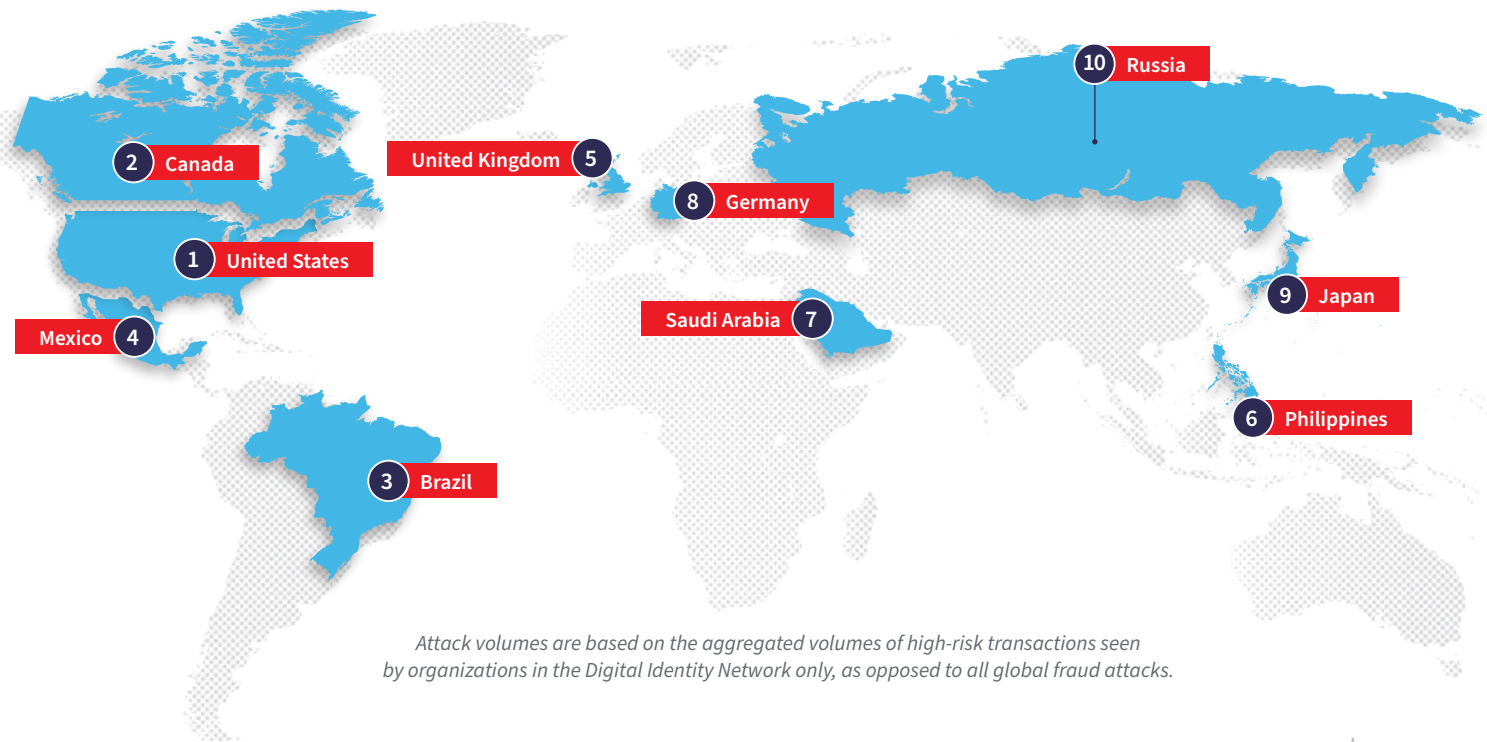 10 Russia
2 Canada
United Kingdom 5
8 Germany
1 United States
Saudi Arabia 7
9 Japan
Mexico 4
6 Philippines
3 Brazil
Attack volumes are based on the aggregated volumes of high-risk transactions seen
by organizations in the Digital Identity Network only, as opposed to all global fraud attacks.